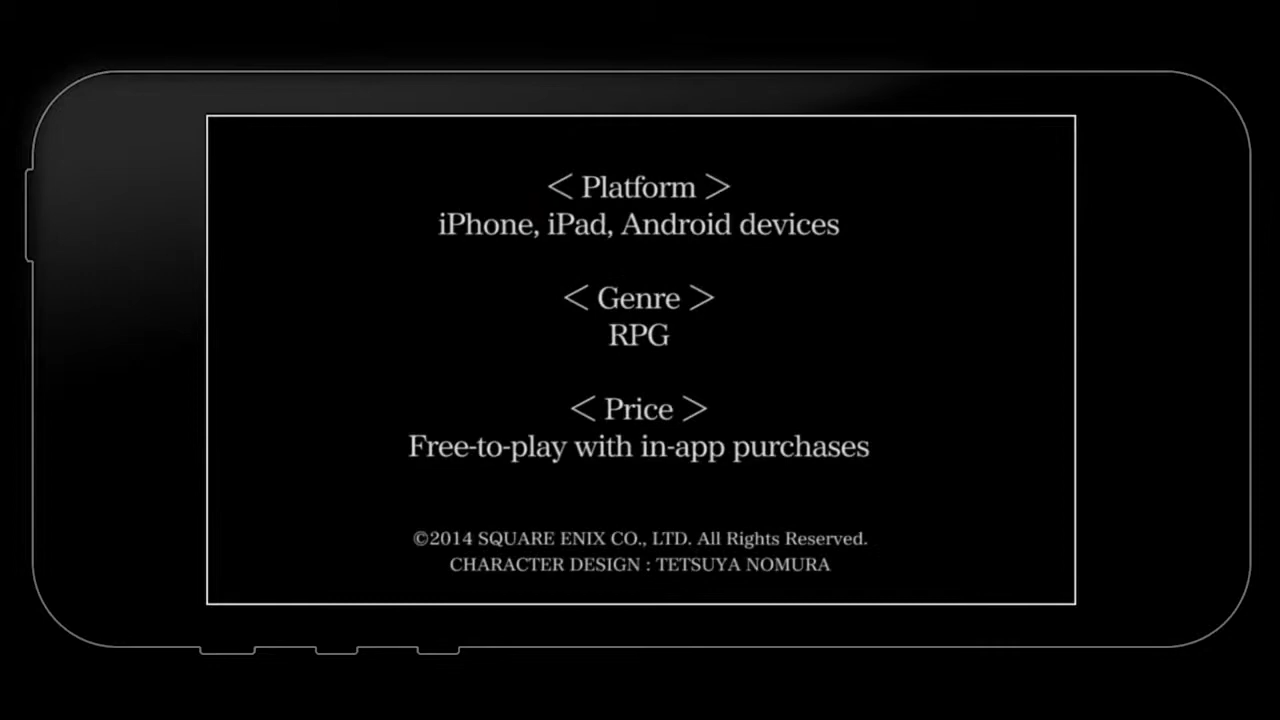 < Platform >
iPhone, iPad, Android devices
< Genre >
RPG
< Price >
Free-to-play with in-app purchases
©2014 SQUARE ENIX CO., LTD. All Rights Reserved.
CHARACTER DESIGN : TETSUYA NOMURA